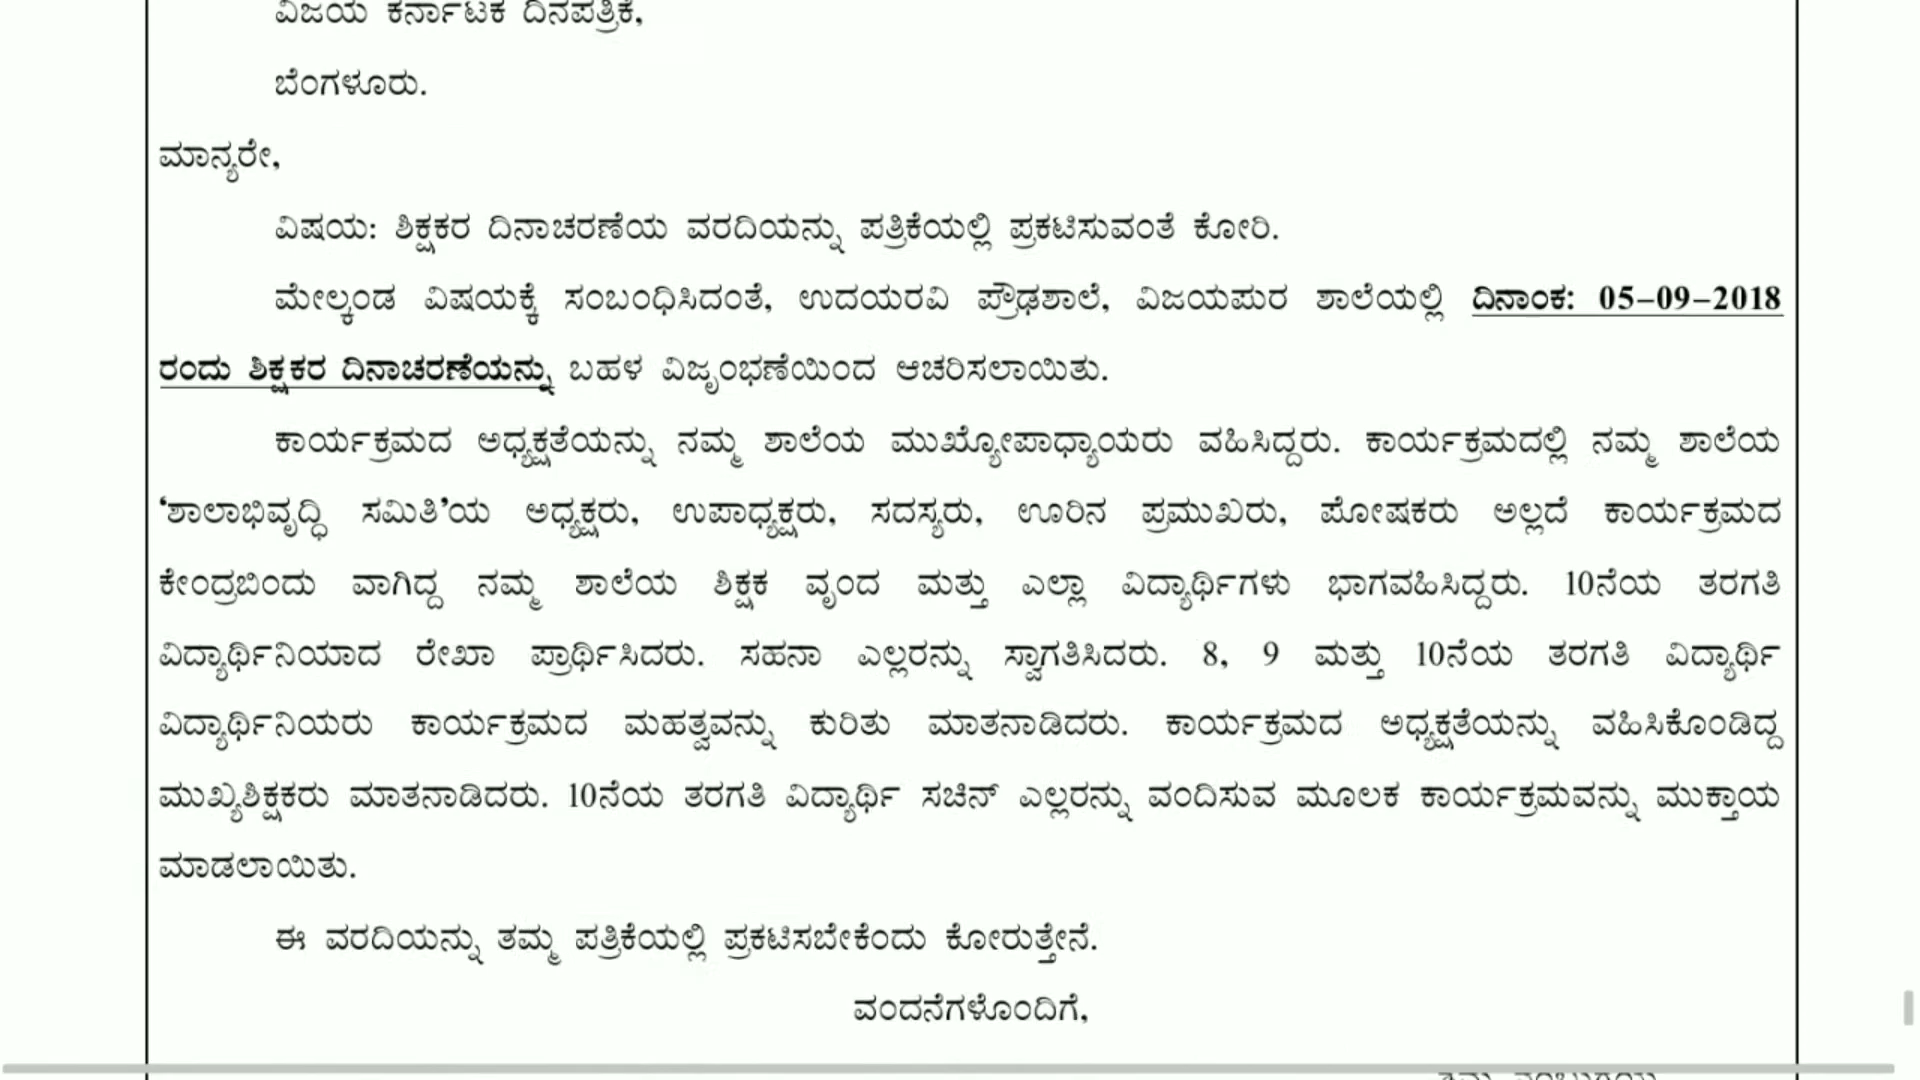 ವಿಜಯ ಕರ್ನಾಟಕ ದಿನಪತ್ರಿಕೆ,
ಬೆಂಗಳೂರು.
ಮಾನ್ಯರೇ,
ವಿಷಯ: ಶಿಕ್ಷಕರ ದಿನಾಚರಣೆಯ ವರದಿಯನ್ನು ಪತ್ರಿಕೆಯಲ್ಲಿ ಪ್ರಕಟಿಸುವಂತೆ ಕೋರಿ.
ಮೇಲ್ಕಂಡ ವಿಷಯಕ್ಕೆ ಸಂಬಂಧಿಸಿದಂತೆ, ಉದಯರವಿ ಪ್ರೌಢಶಾಲೆ, ವಿಜಯಪುರ ಶಾಲೆಯಲ್ಲಿ ದಿನಾಂಕ: 05-09-2018
ರಂದು ಶಿಕ್ಷಕರ ದಿನಾಚರಣೆಯನ್ನು ಬಹಳ ವಿಜೃಂಭಣೆಯಿಂದ ಆಚರಿಸಲಾಯಿತು.
ಕಾರ್ಯಕ್ರಮದ ಅಧ್ಯಕ್ಷತೆಯನ್ನು ನಮ್ಮ ಶಾಲೆಯ ಮುಖ್ಯೋಪಾಧ್ಯಾಯರು ವಹಿಸಿದ್ದರು. ಕಾರ್ಯಕ್ರಮದಲ್ಲಿ ನಮ್ಮ ಶಾಲೆಯ
‘ಶಾಲಾಭಿವೃದ್ಧಿ ಸಮಿತಿ’ಯ ಅಧ್ಯಕ್ಷರು, ಉಪಾಧ್ಯಕ್ಷರು, ಸದಸ್ಯರು, ಊರಿನ ಪ್ರಮುಖರು, ಪೋಷಕರು ಅಲ್ಲದೆ ಕಾರ್ಯಕ್ರಮದ
ಕೇಂದ್ರಬಿಂದು ವಾಗಿದ್ದ ನಮ್ಮ ಶಾಲೆಯ ಶಿಕ್ಷಕ ವೃಂದ ಮತ್ತು ಎಲ್ಲಾ ವಿದ್ಯಾರ್ಥಿಗಳು ಭಾಗವಹಿಸಿದ್ದರು. 10ನೆಯ ತರಗತಿ
ವಿದ್ಯಾರ್ಥಿನಿಯಾದ ರೇಖಾ ಪ್ರಾರ್ಥಿಸಿದರು. ಸಹನಾ ಎಲ್ಲರನ್ನು ಸ್ವಾಗತಿಸಿದರು. 8, 9 ಮತ್ತು 10ನೆಯ ತರಗತಿ ವಿದ್ಯಾರ್ಥಿ
ವಿದ್ಯಾರ್ಥಿನಿಯರು ಕಾರ್ಯಕ್ರಮದ ಮಹತ್ವವನ್ನು ಕುರಿತು ಮಾತನಾಡಿದರು. ಕಾರ್ಯಕ್ರಮದ ಅಧ್ಯಕ್ಷತೆಯನ್ನು ವಹಿಸಿಕೊಂಡಿದ್ದ
ಮುಖ್ಯಶಿಕ್ಷಕರು ಮಾತನಾಡಿದರು. 10ನೆಯ ತರಗತಿ ವಿದ್ಯಾರ್ಥಿ ಸಚಿನ್ ಎಲ್ಲರನ್ನು ವಂದಿಸುವ ಮೂಲಕ ಕಾರ್ಯಕ್ರಮವನ್ನು ಮುಕ್ತಾಯ
ಮಾಡಲಾಯಿತು.
ಈ ವರದಿಯನ್ನು ತಮ್ಮ ಪತ್ರಿಕೆಯಲ್ಲಿ ಪ್ರಕಟಿಸಬೇಕೆಂದು ಕೋರುತ್ತೇನೆ.
ವಂದನೆಗಳೊಂದಿಗೆ,